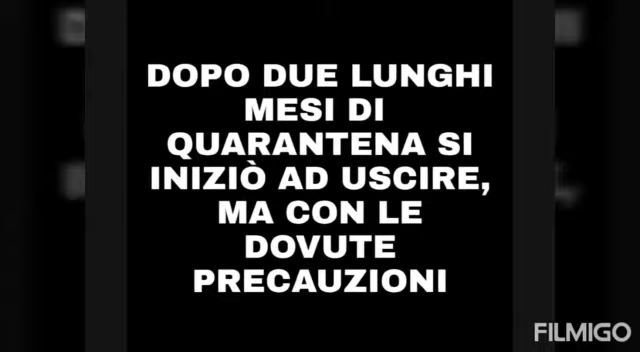 DOPO DUE LUNGHI
MESI DI
QUARANTENA SI
INIZIÒ AD USCIRE,
MA CON LE
DOVUTE
PRECAUZIONI
FILMIGO